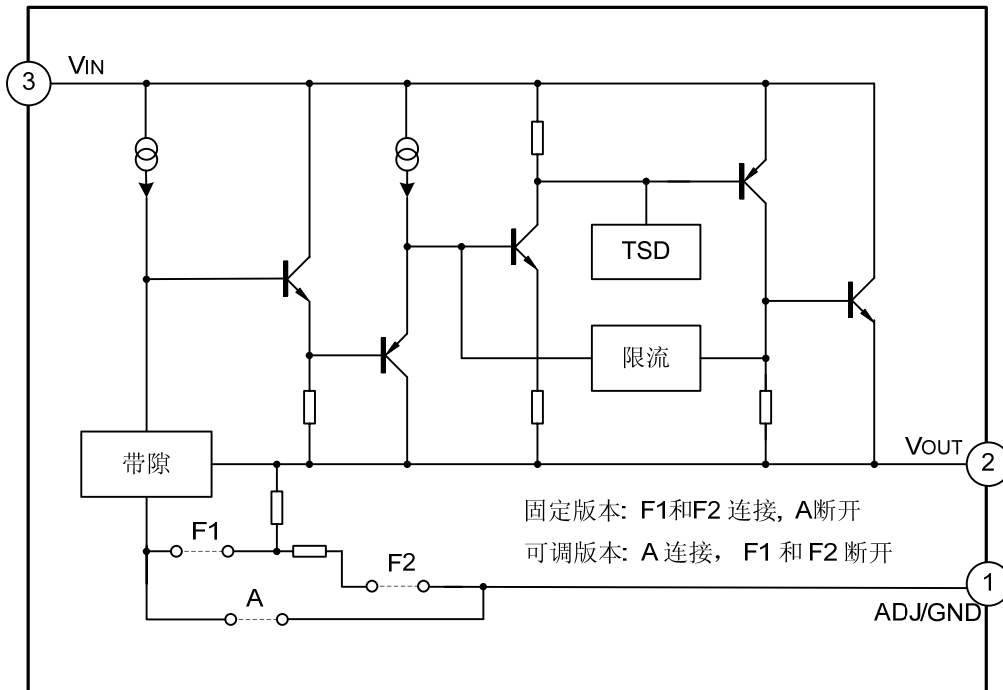 3
VIN
TSD
限流
带隙
VOUT
2
固定版本: F1和F2 连接, A断开
F1
可调版本: A 连接, F1 和 F2 断开
F2
1
A
ADJ/GND